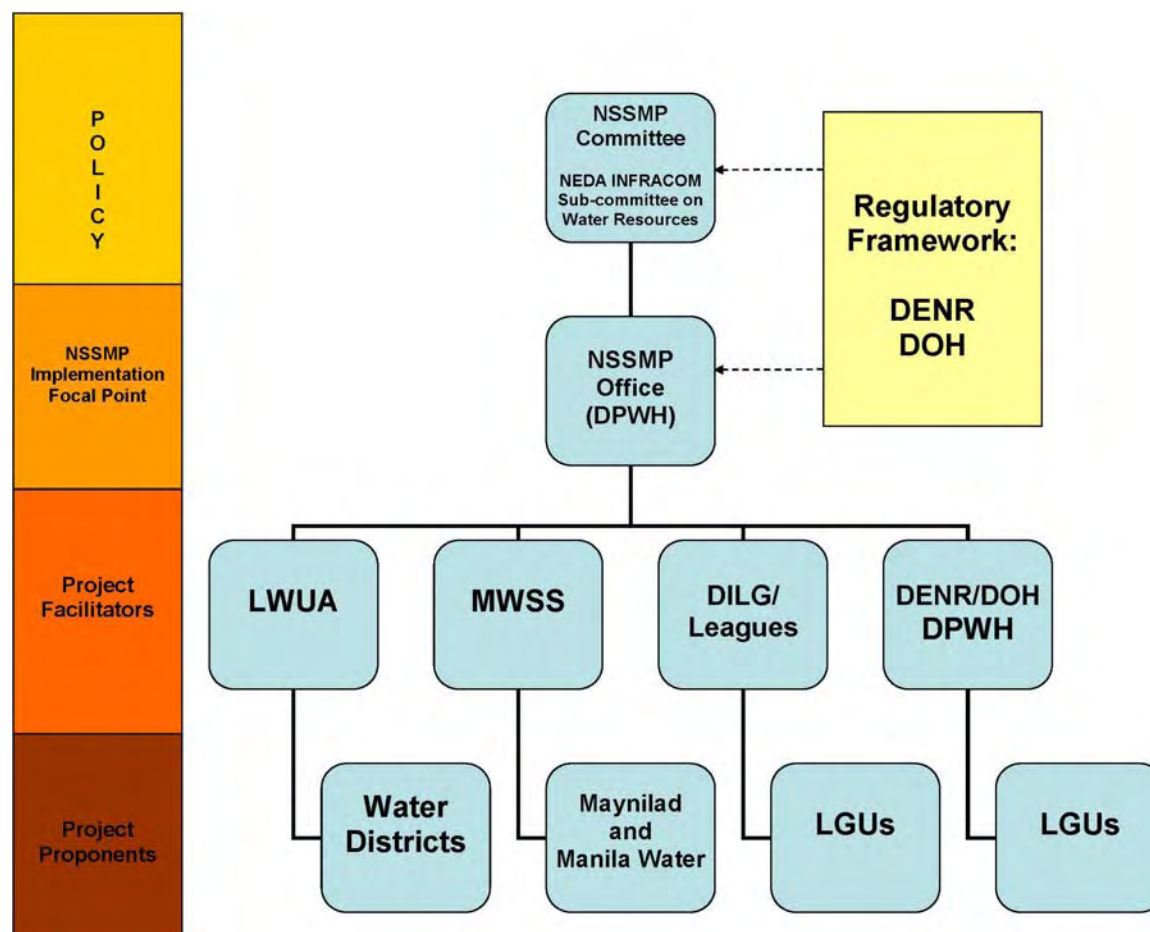 POLICY
NSSMP
Committee
NEDA INFRACOM
Sub-committee on
Water Resources
Regulatory
Framework:
DENR
DOH
NSSMP
Implementation
Focal Point
NSSMP
Office
(DPWH)
Project
Facilitators
LWUA
MWSS
DILG/
Leagues
DENR/DOH
DPWH
Project
Proponents
Water
Districts
Maynilad
and
Manila Water
LGUs
LGUs